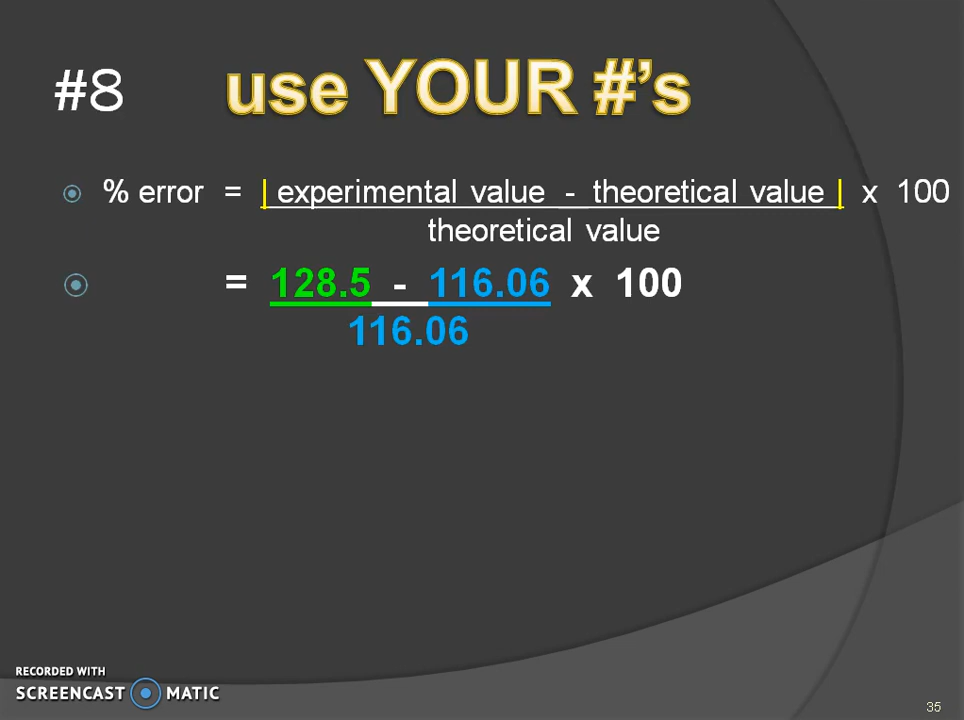 #8 use YOUR #'s
% error = | experimental value - theoretical value | x 100
theoretical value
= 128.5 - 116.06 x 100
116.06
RECORDED WITH
SCREENCAST MATIC
35